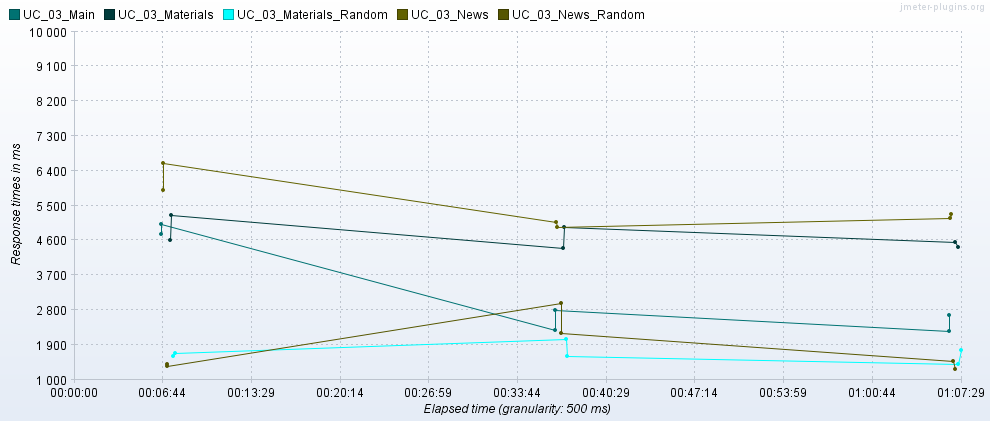 UC_03_Main UC_03_Materials UC_03_Materials_Random UC_03_News UC_03_News_Random
jmeter-plugins.org
10 000
9 100
8 200
7 300
6 400
5 500
4 600
3 700
2 800
1 900
1 000
Response times in ms
00:00:00 00:06:44 00:13:29 00:20:14 00:26:59 00:33:44 00:40:29 00:47:14 00:53:59 01:00:44 01:07:29
Elapsed time (granularity: 500 ms)